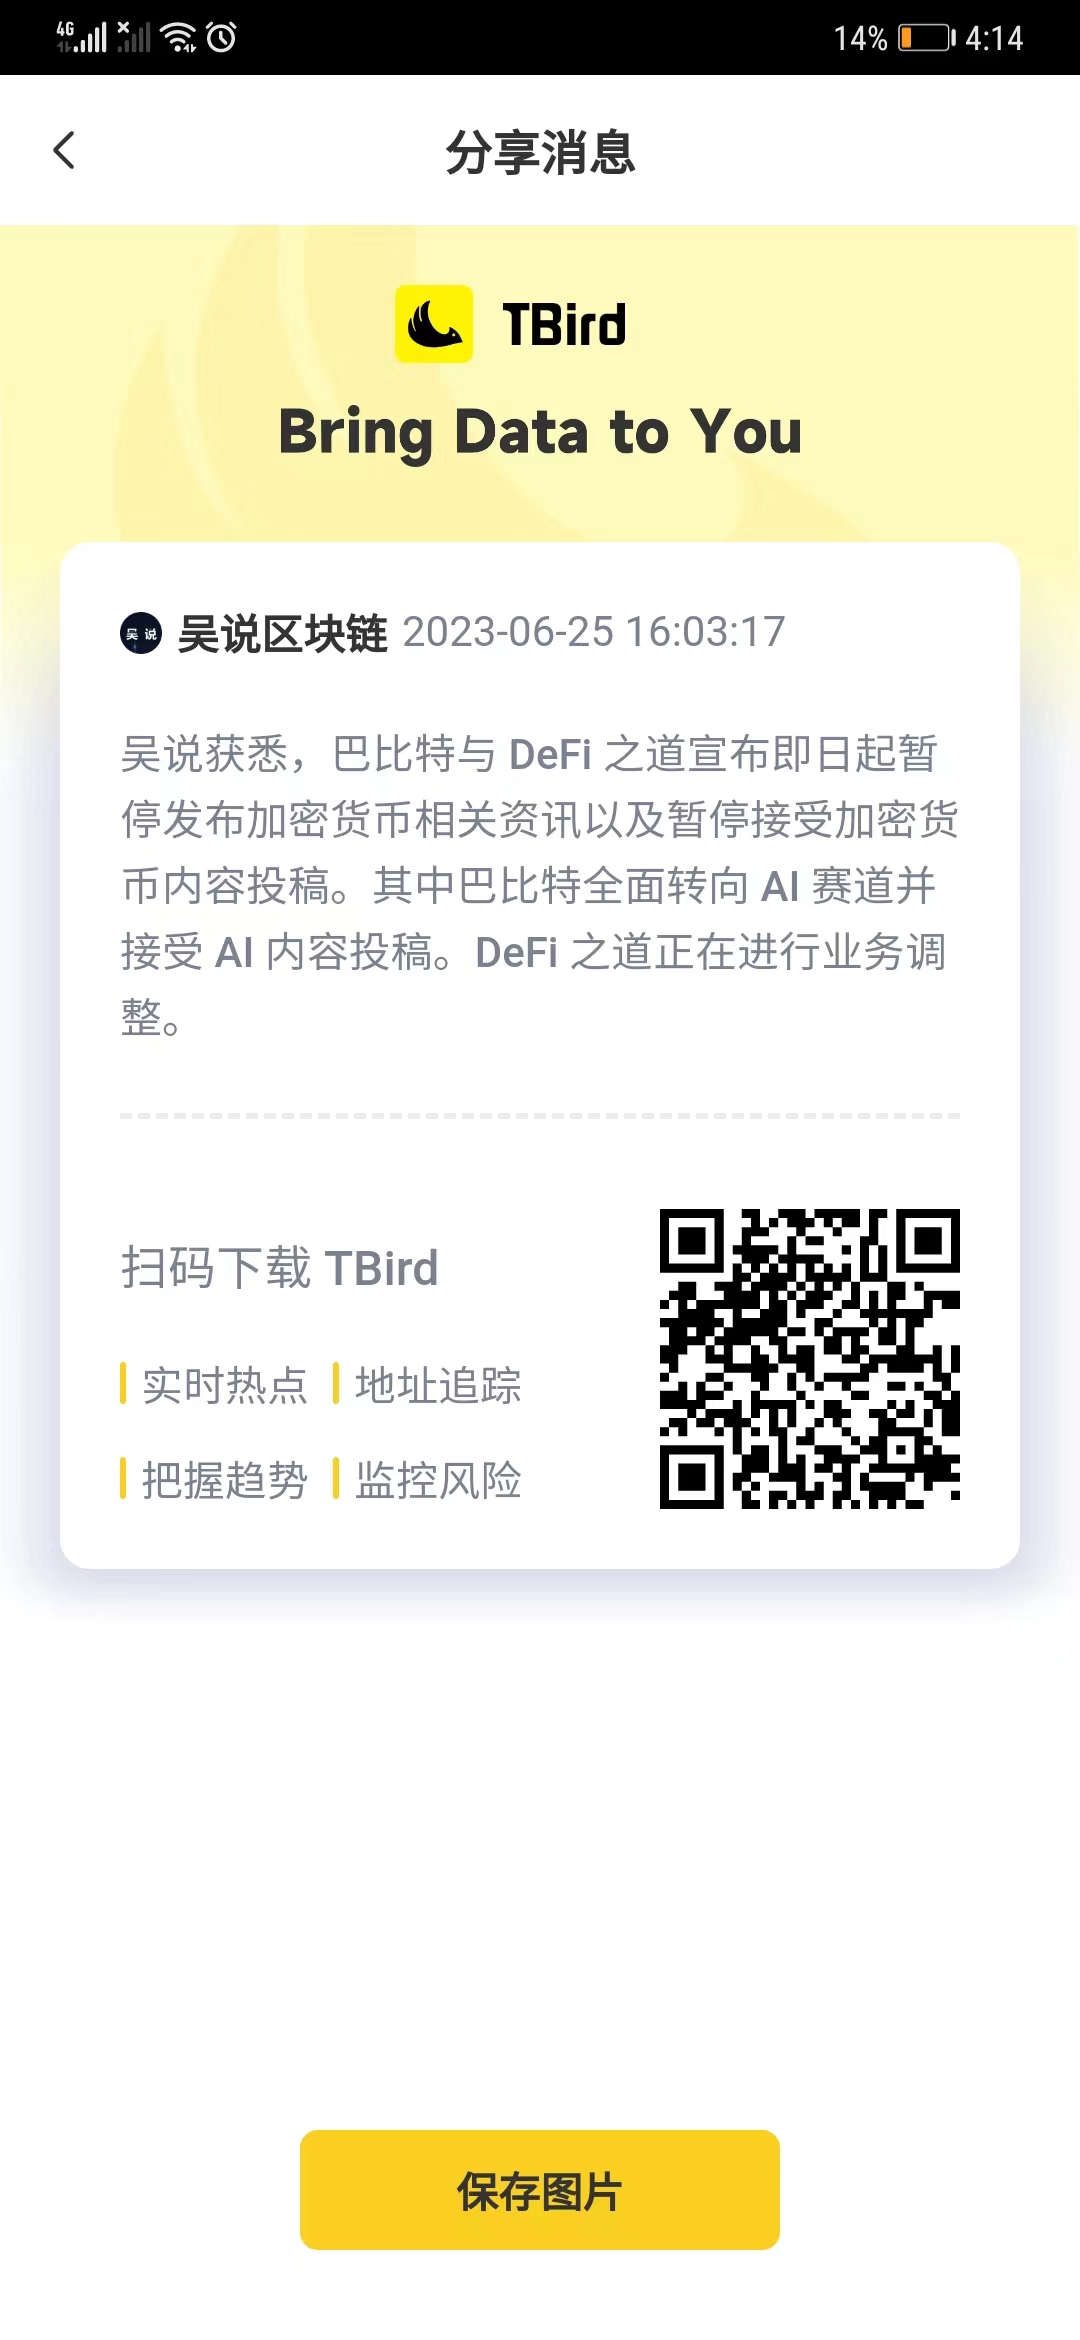 4G 14% 4:14
分享消息
TBird
Bring Data to You
吴说 吴说区块链 2023-06-25 16:03:17
吴说获悉，巴比特与 DeFi 之道宣布即日起暂
停发布加密货币相关资讯以及暂停接受加密货
币内容投稿。其中巴比特全面转向 AI 赛道并
接受 AI 内容投稿。DeFi 之道正在进行业务调
整。
扫码下载 TBird
实时热点 地址追踪
把握趋势 监控风险
保存图片